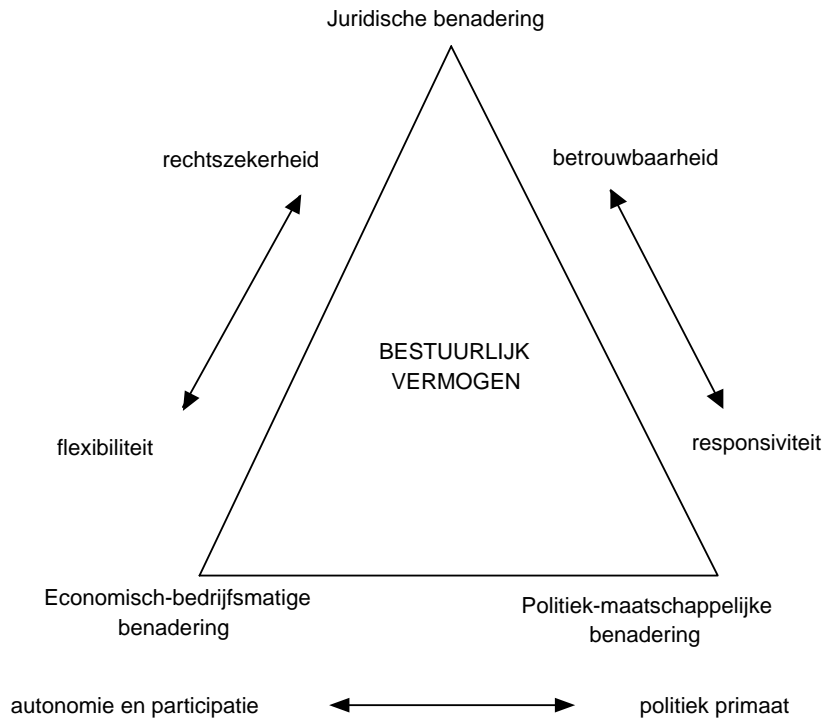 Juridische benadering
rechtszekerheid
betrouwbaarheid
BESTUURLIJK
VERMOGEN
flexibiliteit
responsiviteit
Economisch-bedrijfsmatige
benadering
Politiek-maatschappelijke
benadering
autonomie en participatie
politiek primaat